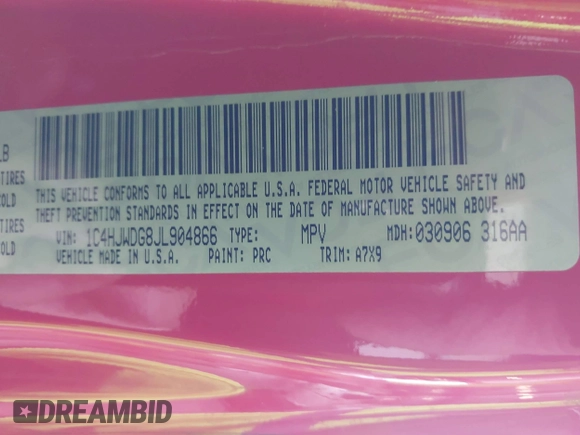 LB
TIRES
COLD
TIRES
COLD
THIS VEHICLE CONFORMS TO ALL APPLICABLE U.S.A. FEDERAL MOTOR VEHICLE SAFETY AND
THEFT PREVENTION STANDARDS IN EFFECT ON THE DATE OF MANUFACTURE SHOWN ABOVE.
VIN: 1C4HJWDG8JL904866 TYPE: MPV MDH:030906 316AA
VEHICLE MADE IN U.S.A. PAINT: PRC TRIM: A7X9
DREAMBID